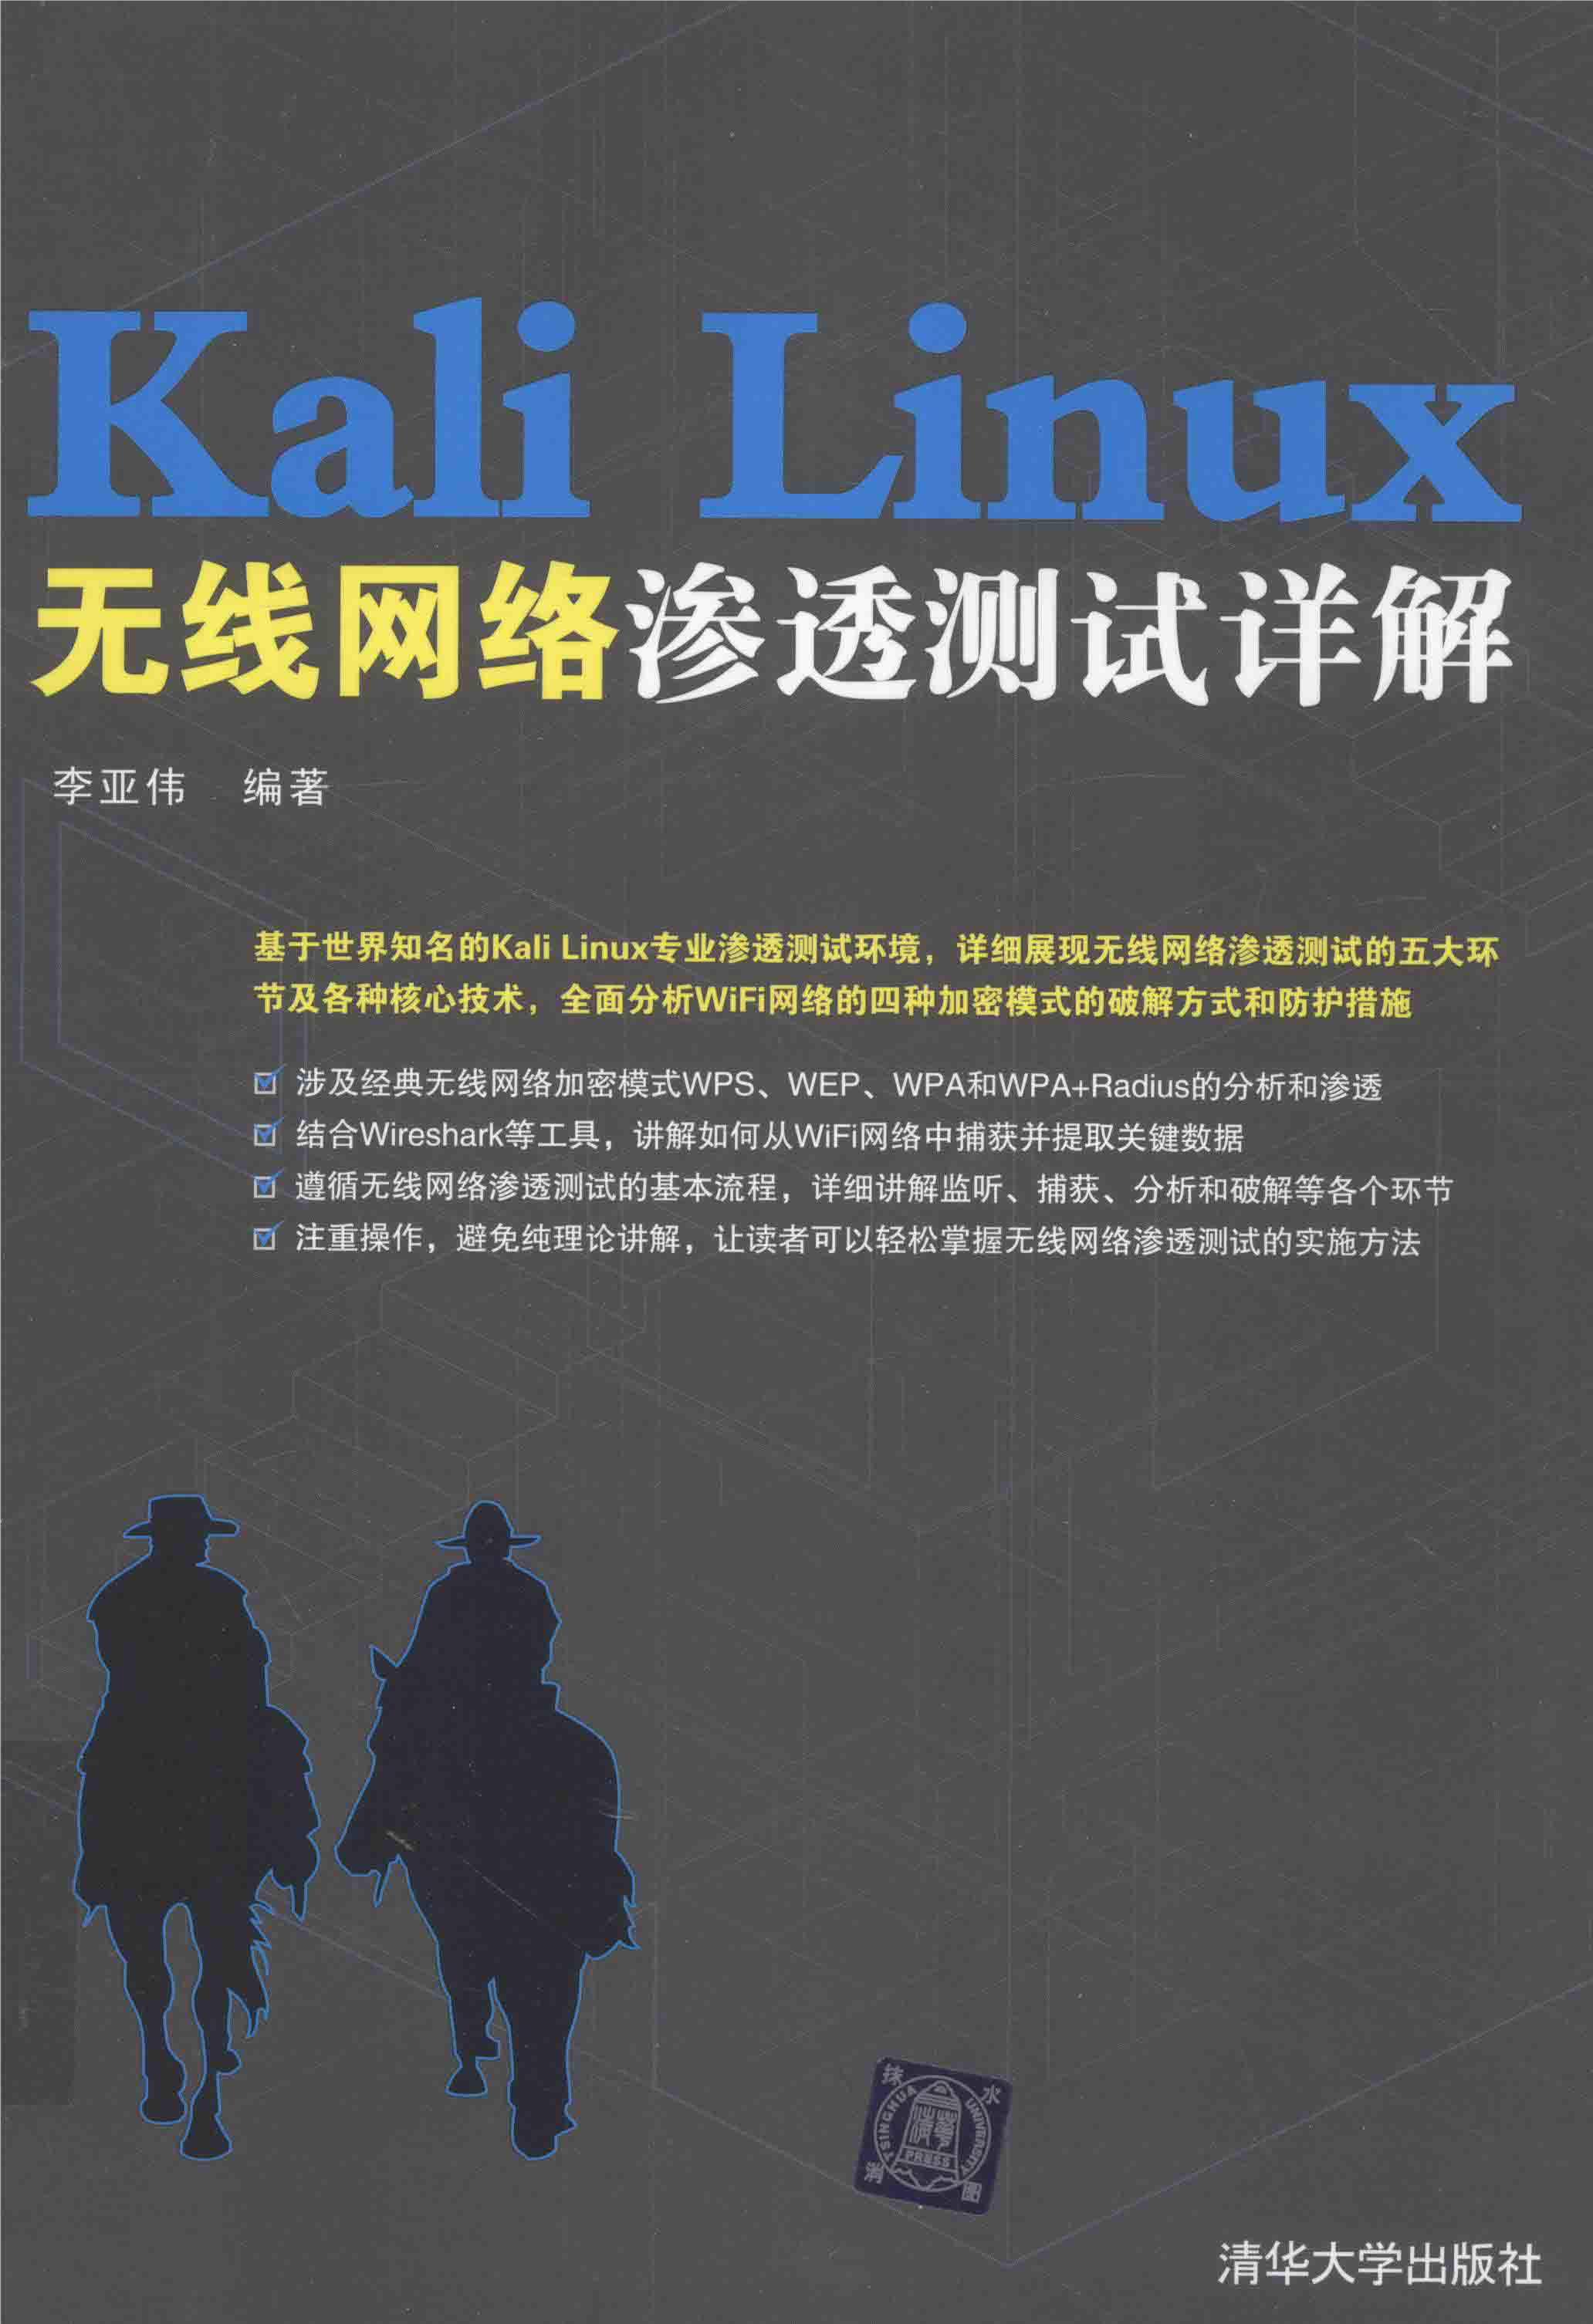 Kali Linux
无线网络渗透测试详解
李亚伟 编著
基于世界知名的Kali Linux专业渗透测试环境，详细展现无线网络渗透测试的五大环
节及各种核心技术，全面分析WiFi网络的四种加密模式的破解方式和防护措施
涉及经典无线网络加密模式WPS、WEP、WPA和WPA+Radius的分析和渗透
结合Wireshark等工具，讲解如何从WiFi网络中捕获并提取关键数据
遵循无线网络渗透测试的基本流程，详细讲解监听、捕获、分析和破解等各个环节
注重操作，避免纯理论讲解，让读者可以轻松掌握无线网络渗透测试的实施方法
TSINGHUA UNIVERSITY
PRESS
清华大学出版社